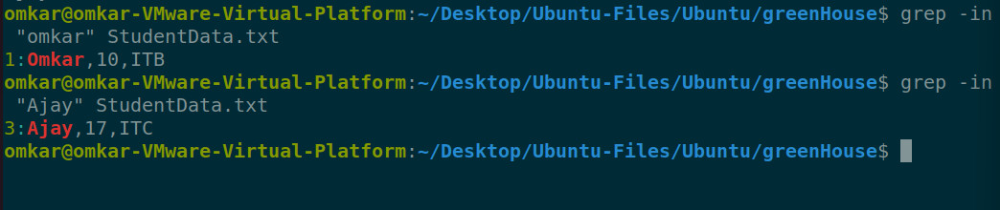 omkar@omkar-VMware-Virtual-Platform:~/Desktop/Ubuntu-Files/Ubuntu/greenHouse$ grep -in
"omkar" StudentData.txt
1:Omkar,10,ITB
omkar@omkar-VMware-Virtual-Platform:~/Desktop/Ubuntu-Files/Ubuntu/greenHouse$ grep -in
"Ajay" StudentData.txt
3:Ajay,17,ITC
omkar@omkar-VMware-Virtual-Platform:~/Desktop/Ubuntu-Files/Ubuntu/greenHouse$